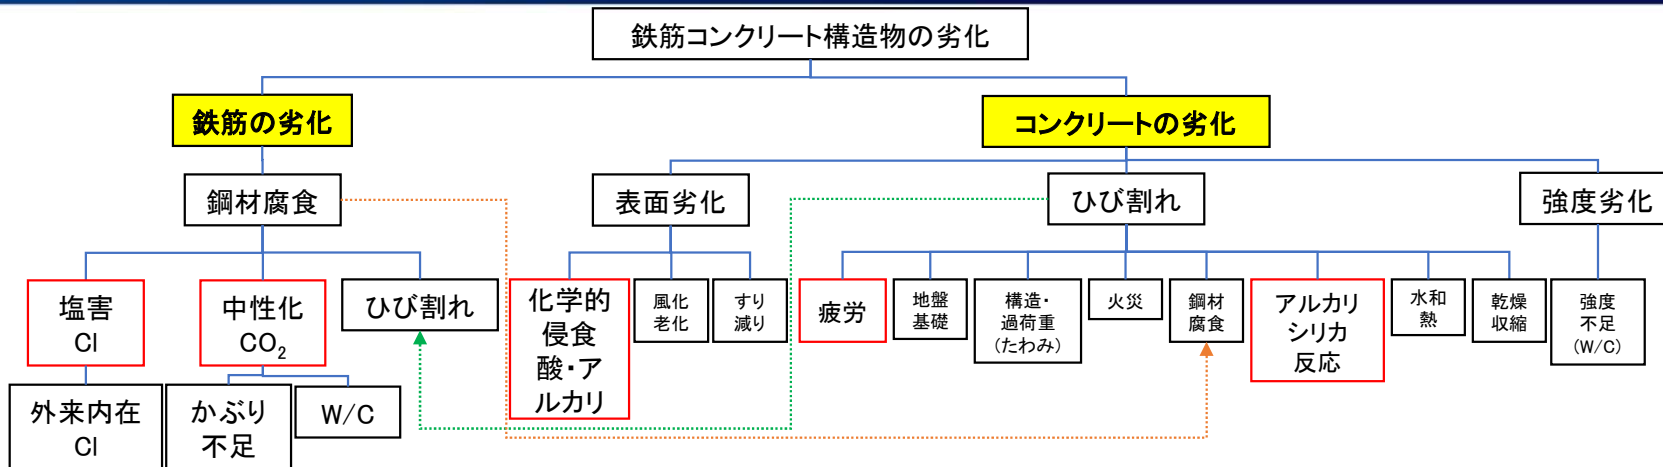 鉄筋コンクリート構造物の劣化
鉄筋の劣化
コンクリートの劣化
鋼材腐食
表面劣化
ひび割れ
強度劣化
塩害
Cl
中性化
CO₂
ひび割れ
化学的
侵食
酸・ア
ルカリ
風化
老化
すり
減り
疲労
地盤
基礎
構造・
過荷重
(たわみ)
火災
鋼材
腐食
アルカリ
シリカ
反応
水和
熱
乾燥
収縮
強度
不足
(W/C)
外来内在
Cl
かぶり
不足
W/C